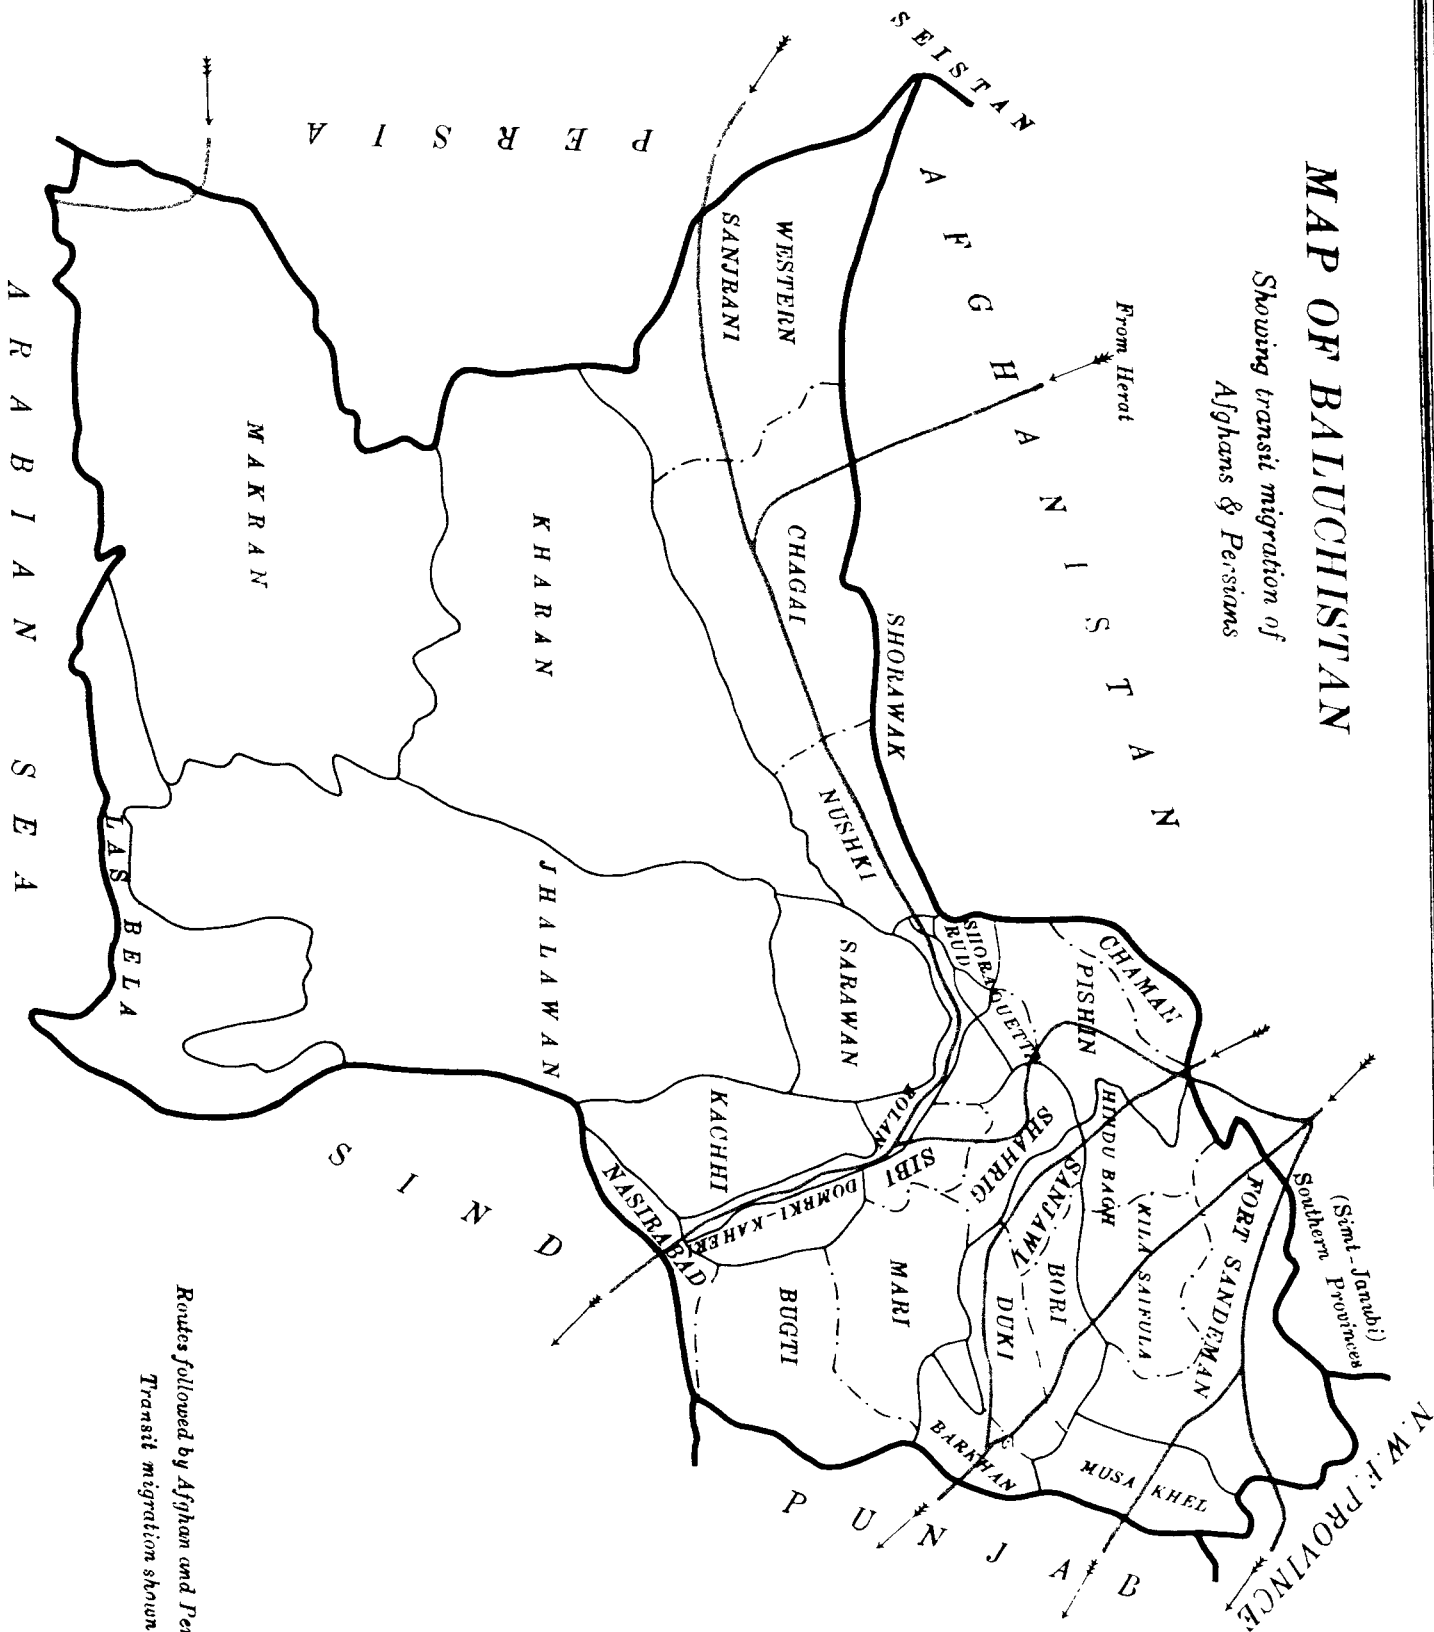 MAP OF BALUCHISTAN
Showing transit migration of
Afghans & Persians
SEISTAN
AFGHANISTAN
From Herat
PERSIA
WESTERN
SANJRANI
CHAGAI
SHORAWAK
NUSHKI
KHARAN
MAKRAN
ARABIAN SEA
LAS BELA
JHALAWAN
SARAWAN
SHORA
RUD
QUETTA
PISHIN
CHAMAN
BOLAN
KACHHI
SIBI
SHAHRIG
SANJAWI
HINDU BAGH
KILA SAIFULA
FORT SANDEMAN
(Simt-Janubi)
Southern Provinces
N.W.F. PROVINCE
NASIRABAD
DOMBKI-KAHERI
MARI
BUGTI
DUKI
BORI
BARKHAN
MUSA KHEL
SIND
PUNJAB
Routes followed by Afghan and Per
Transit migration shown